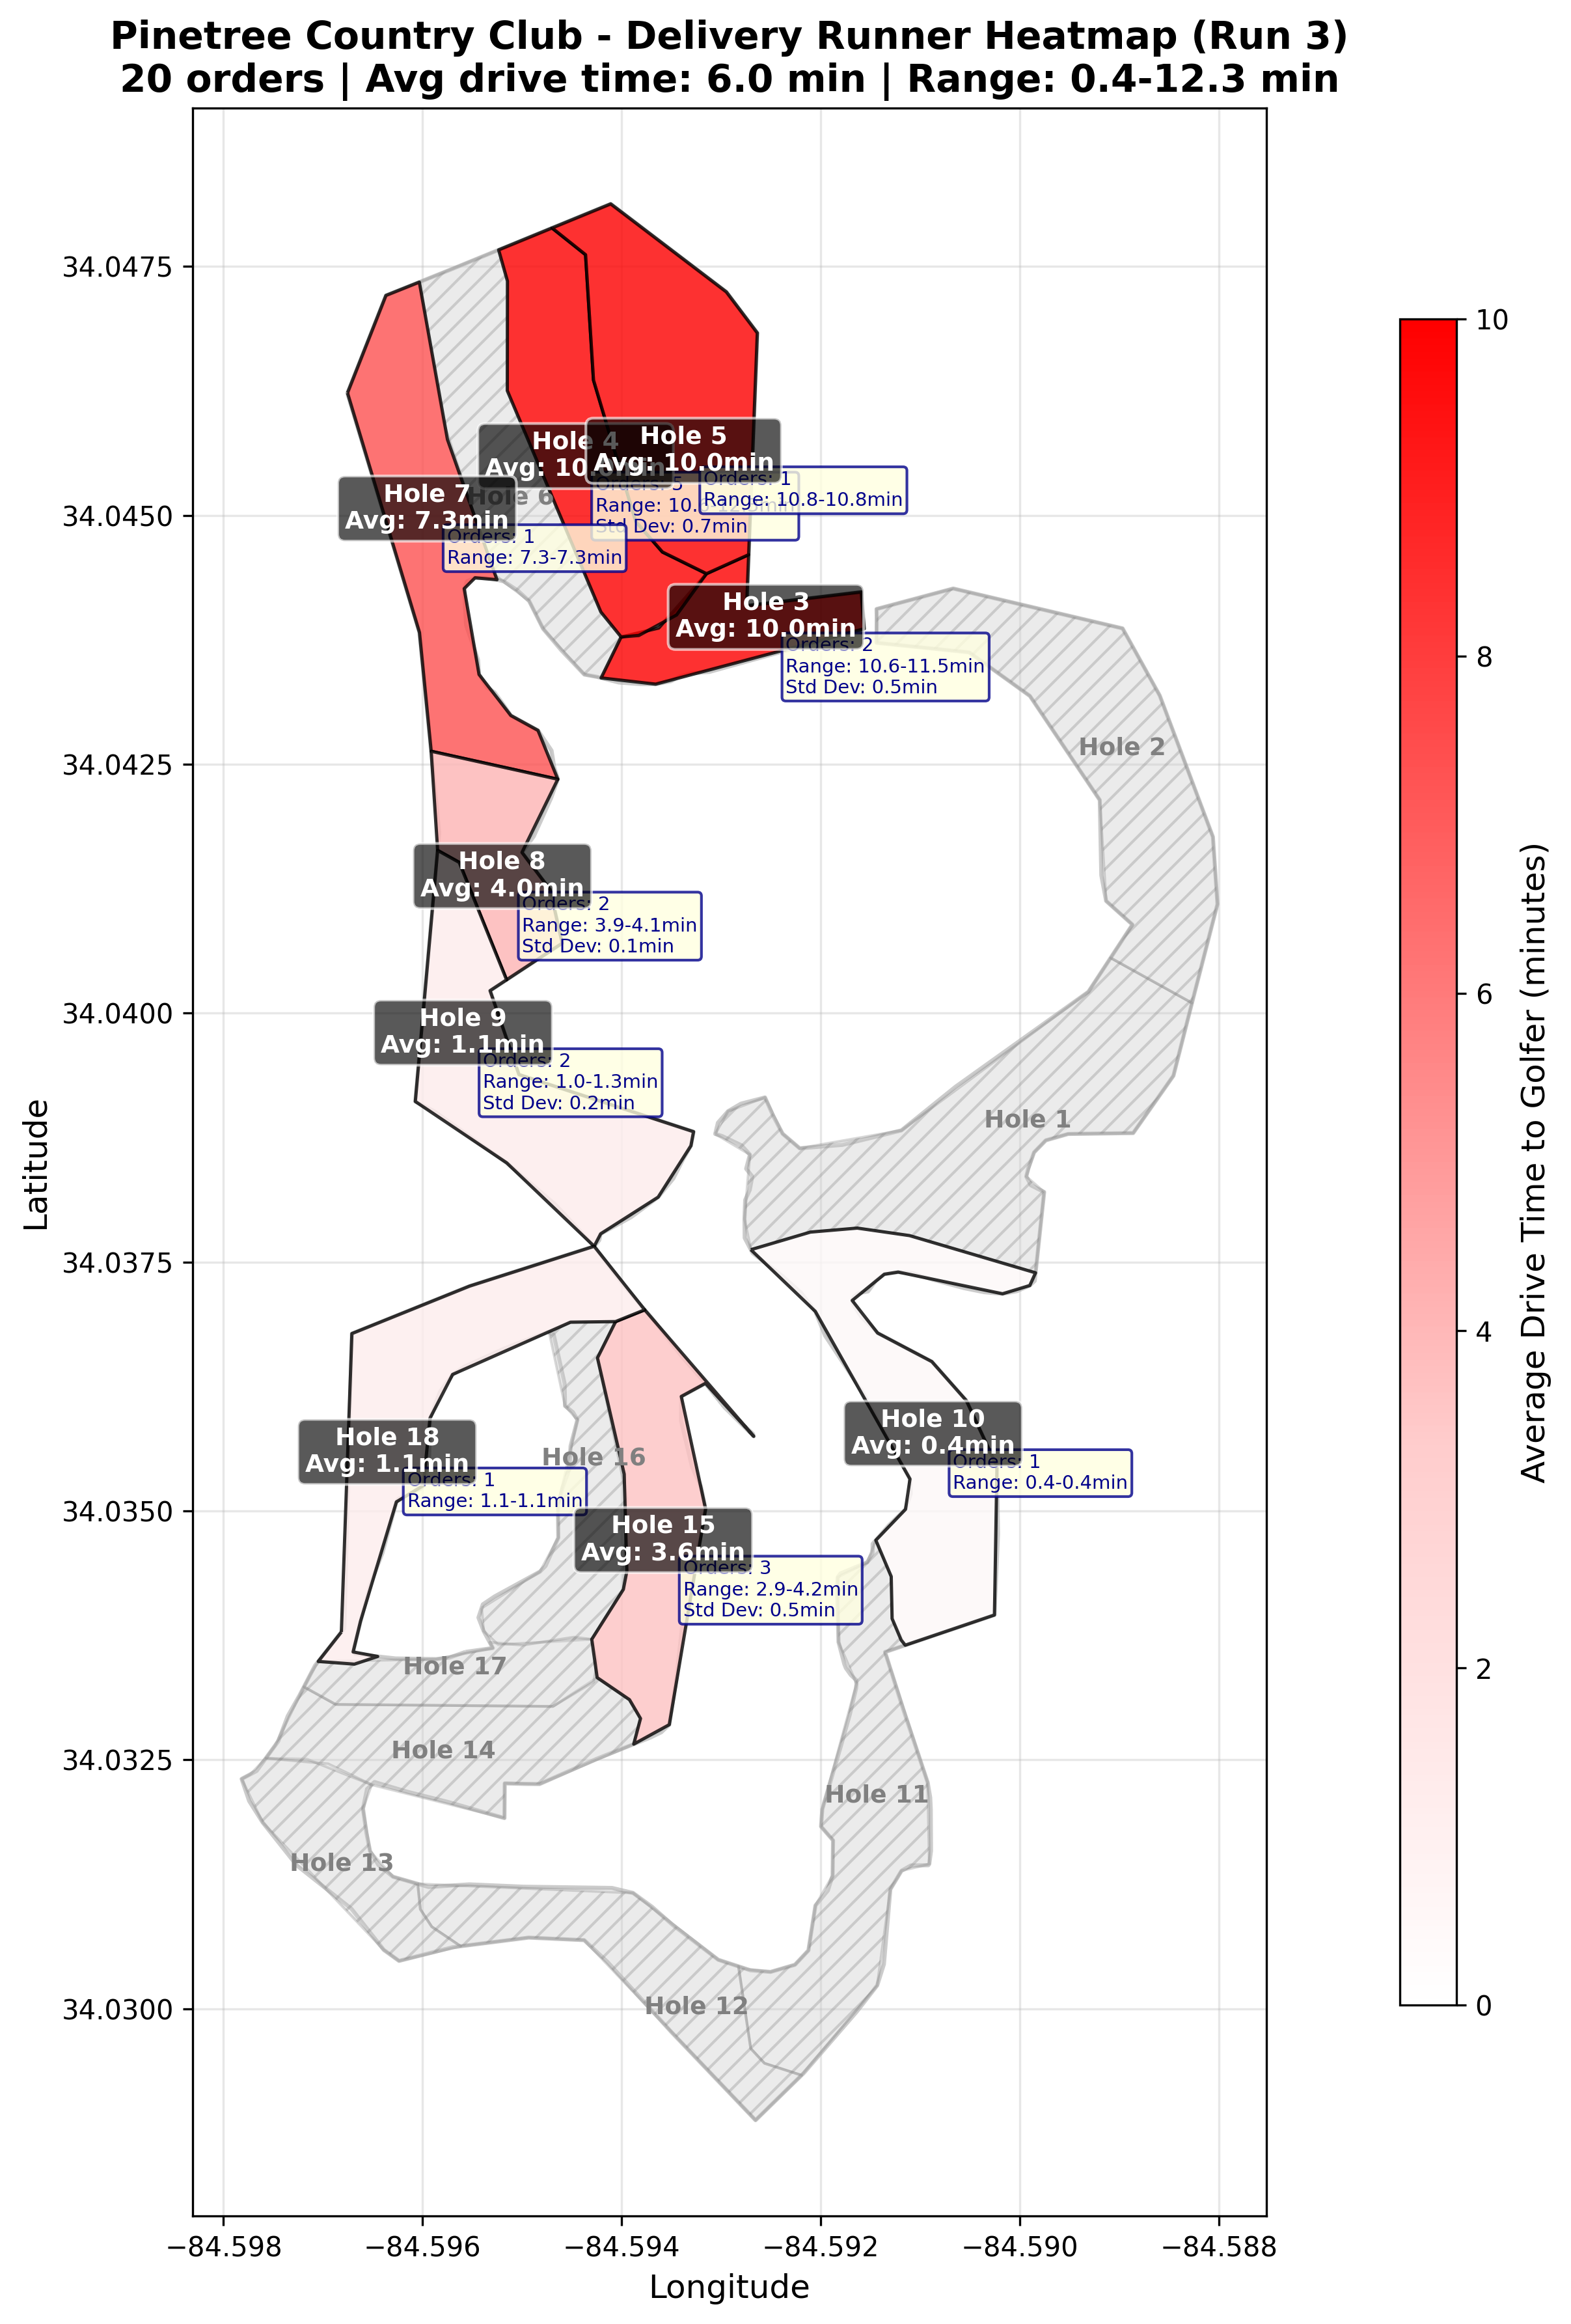 Pinetree Country Club - Delivery Runner Heatmap (Run 3)
20 orders | Avg drive time: 6.0 min | Range: 0.4-12.3 min
Latitude
34.0475
34.0450
34.0425
34.0400
34.0375
34.0350
34.0325
34.0300
Hole 4
Avg: 10.
Hole 5
Avg: 10.0min
Orders: 5
Range: 10.
Std Dev: 0.7min
Orders: 1
Range: 10.8-10.8min
Hole 6
Hole 7
Avg: 7.3min
Orders: 1
Range: 7.3-7.3min
Hole 3
Avg: 10.0min
Orders: 2
Range: 10.6-11.5min
Std Dev: 0.5min
Hole 2
Hole 8
Avg: 4.0min
Orders: 2
Range: 3.9-4.1min
Std Dev: 0.1min
Hole 9
Avg: 1.1min
Orders: 2
Range: 1.0-1.3min
Std Dev: 0.2min
Hole 1
Hole 10
Avg: 0.4min
Orders: 1
Range: 0.4-0.4min
Hole 18
Avg: 1.1min
Orders: 1
Range: 1.1-1.1min
Hole 16
Hole 15
Avg: 3.6min
Orders: 3
Range: 2.9-4.2min
Std Dev: 0.5min
Hole 17
Hole 14
Hole 11
Hole 13
Hole 12
−84.598
−84.596
−84.594
−84.592
−84.590
−84.588
Longitude
10
8
6
4
2
0
Average Drive Time to Golfer (minutes)